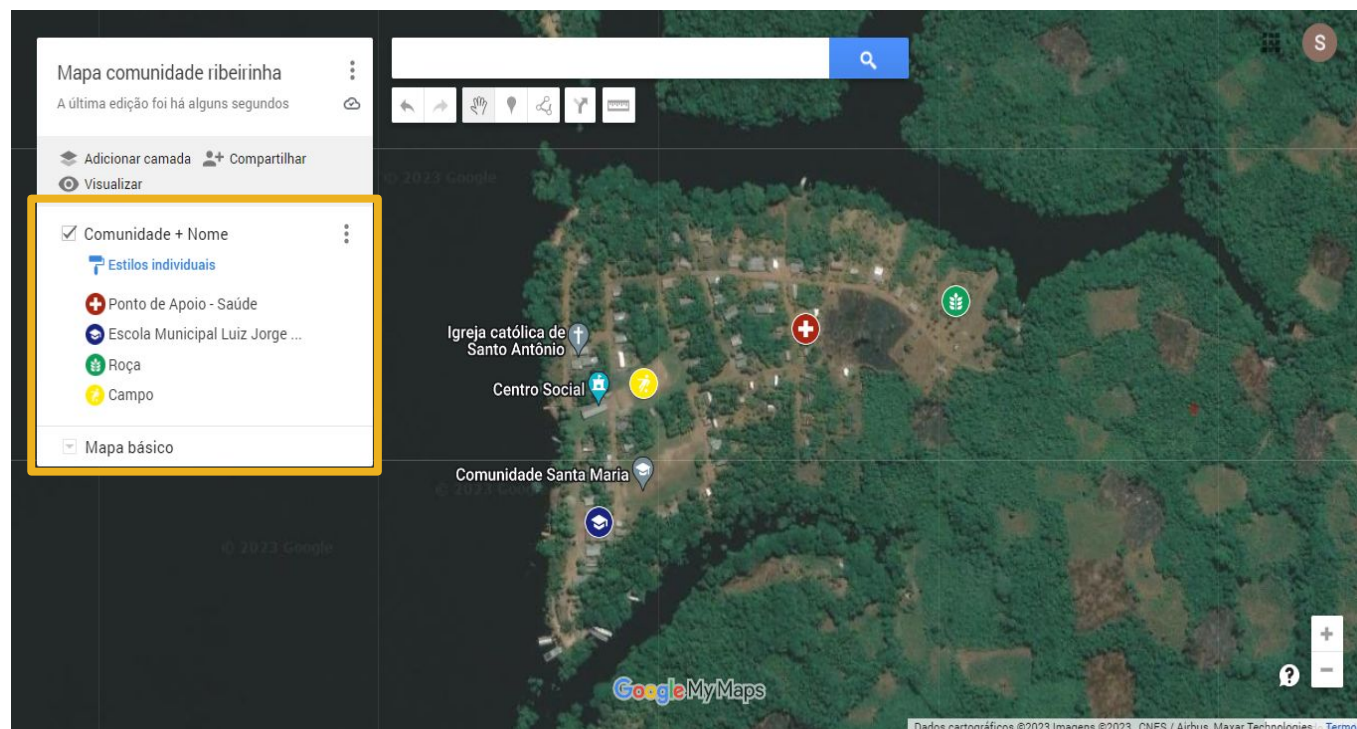 Mapa comunidade ribeirinha
A última edição foi há alguns segundos
Adicionar camada Compartilhar
Visualizar
Comunidade + Nome
Estilos individuais
Ponto de Apoio - Saúde
Escola Municipal Luiz Jorge ...
Roça
Campo
Mapa básico
S
© 2023 Google
Igreja católica de
Santo Antônio
Centro Social
Comunidade Santa Maria
© 2023 Google
© 2023 Google
Google My Maps
Dados cartográficos ©2023 Imagens ©2023 , CNES / Airbus, Maxar Technologies Termo